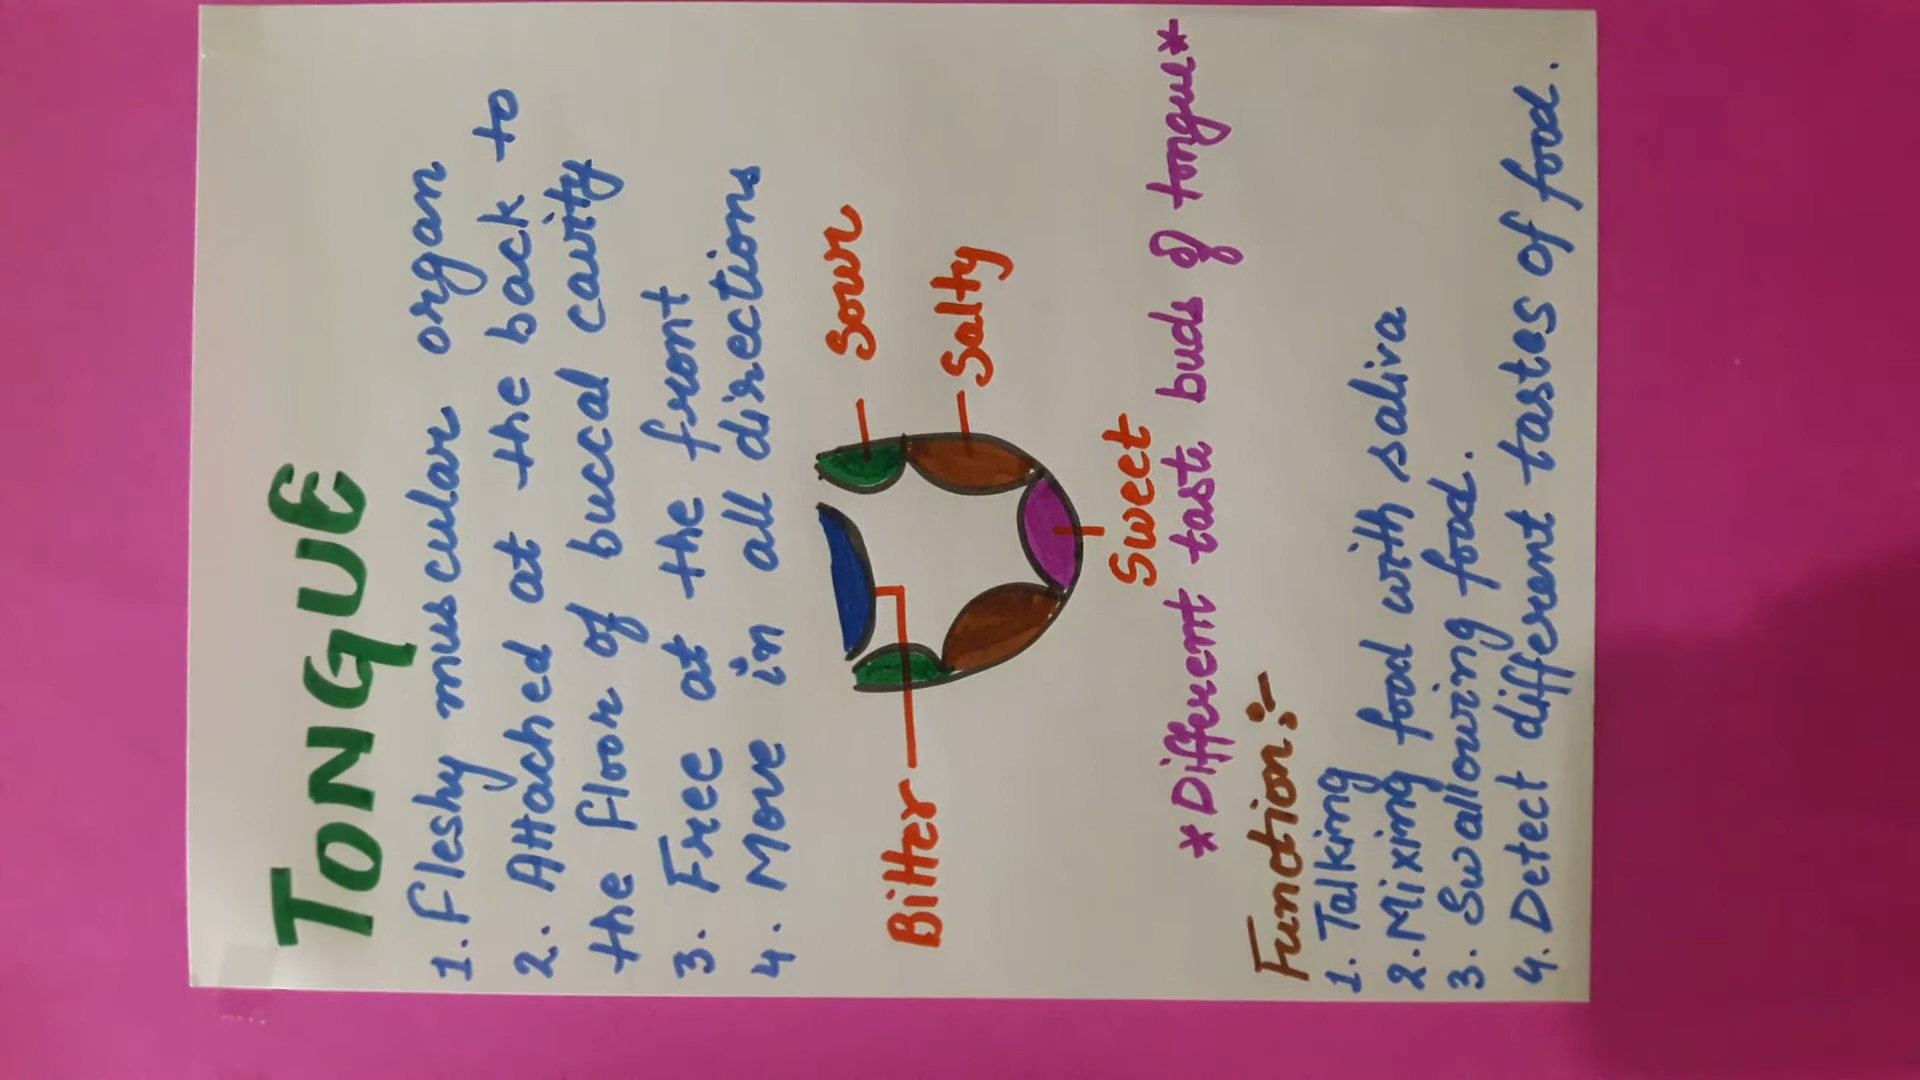 TONGUE
1. Fleshy muscular organ
2. Attached at the back to
the floor of buccal cavity
3. Free at the front
4. Move in all directions
Sour
Salty
Bitter
Sweet
*Different taste buds of tongue*
Function:-
1. Talking
2. Mixing food with saliva
3. Swallowing food.
4. Detect different tastes of food.